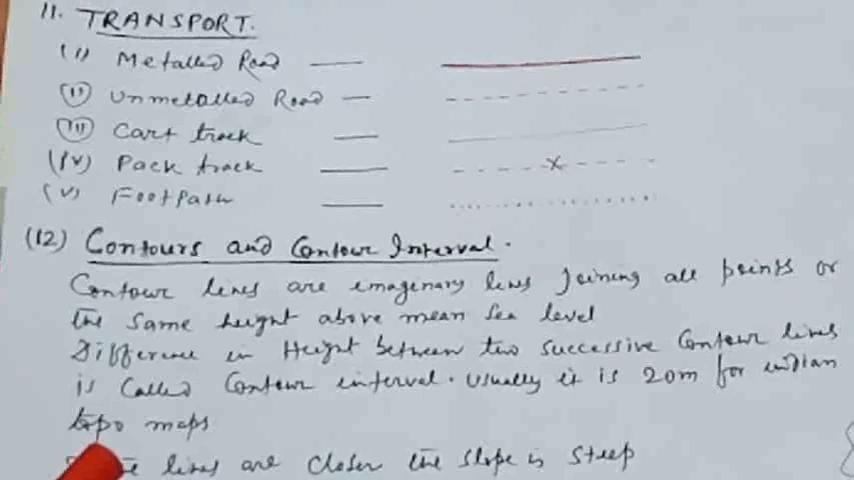 11. TRANSPORT.
(i) Metalled Road —
(ii) Unmetalled Road —
(iii) Cart track —
(iv) Pack track —
(v) Footpath —
(12) Contours and Contour Interval.
Contour lines are imaginary lines Joining all points or
the same height above mean sea level
Difference in Height between two successive Contour lines
is called Contour interval. usually it is 20m for indian
topo maps
lines are closer the slope is steep